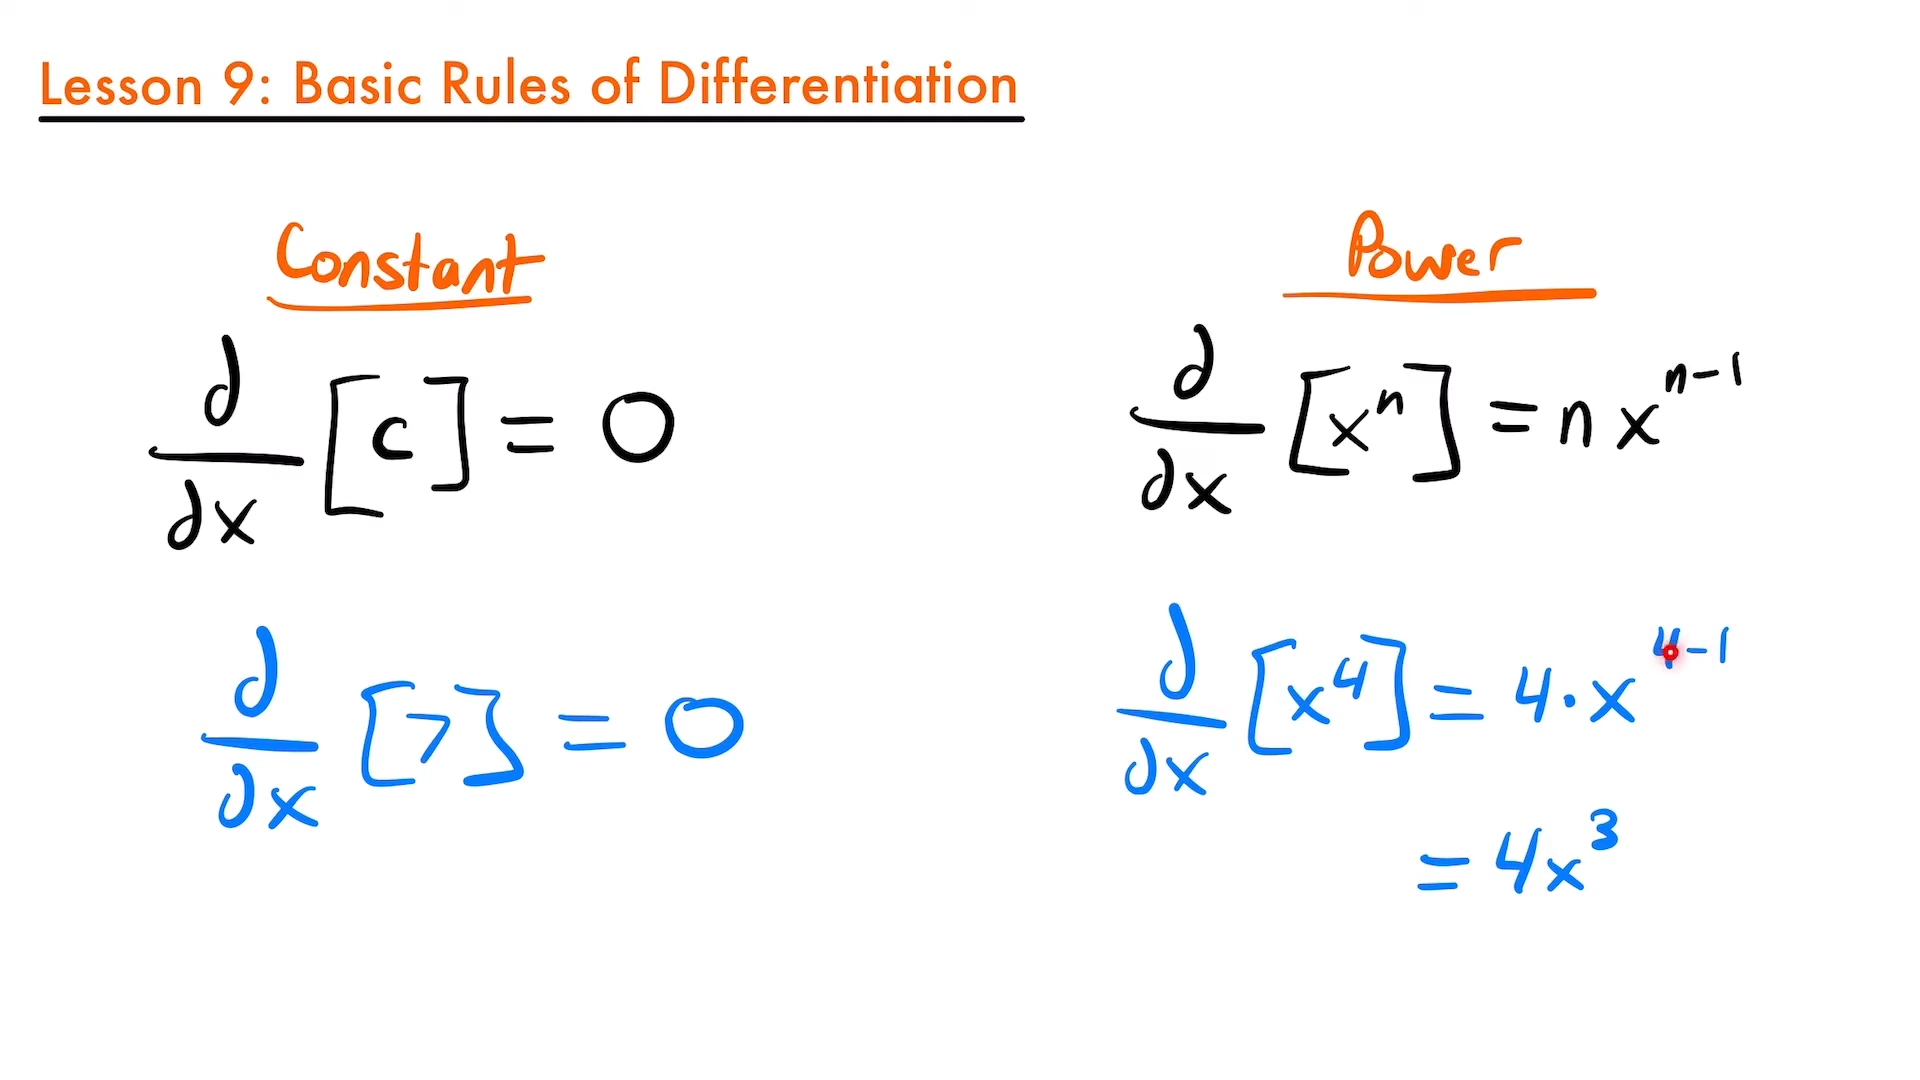 Lesson 9: Basic Rules of Differentiation
Constant
d/dx [c] = 0
d/dx [7] = 0
Power
d/dx [x^n] = n x^(n-1)
d/dx [x^4] = 4 · x^(4-1)
= 4x^3